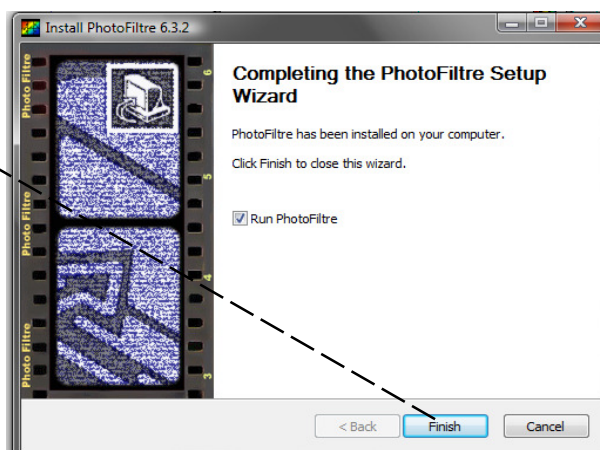 Install PhotoFiltre 6.3.2
Photo Filtre
6
Completing the PhotoFiltre Setup
Wizard
PhotoFiltre has been installed on your computer.
Click Finish to close this wizard.
5
Photo Filtre
Run PhotoFiltre
4
Photo Filtre
3
< Back
Finish
Cancel